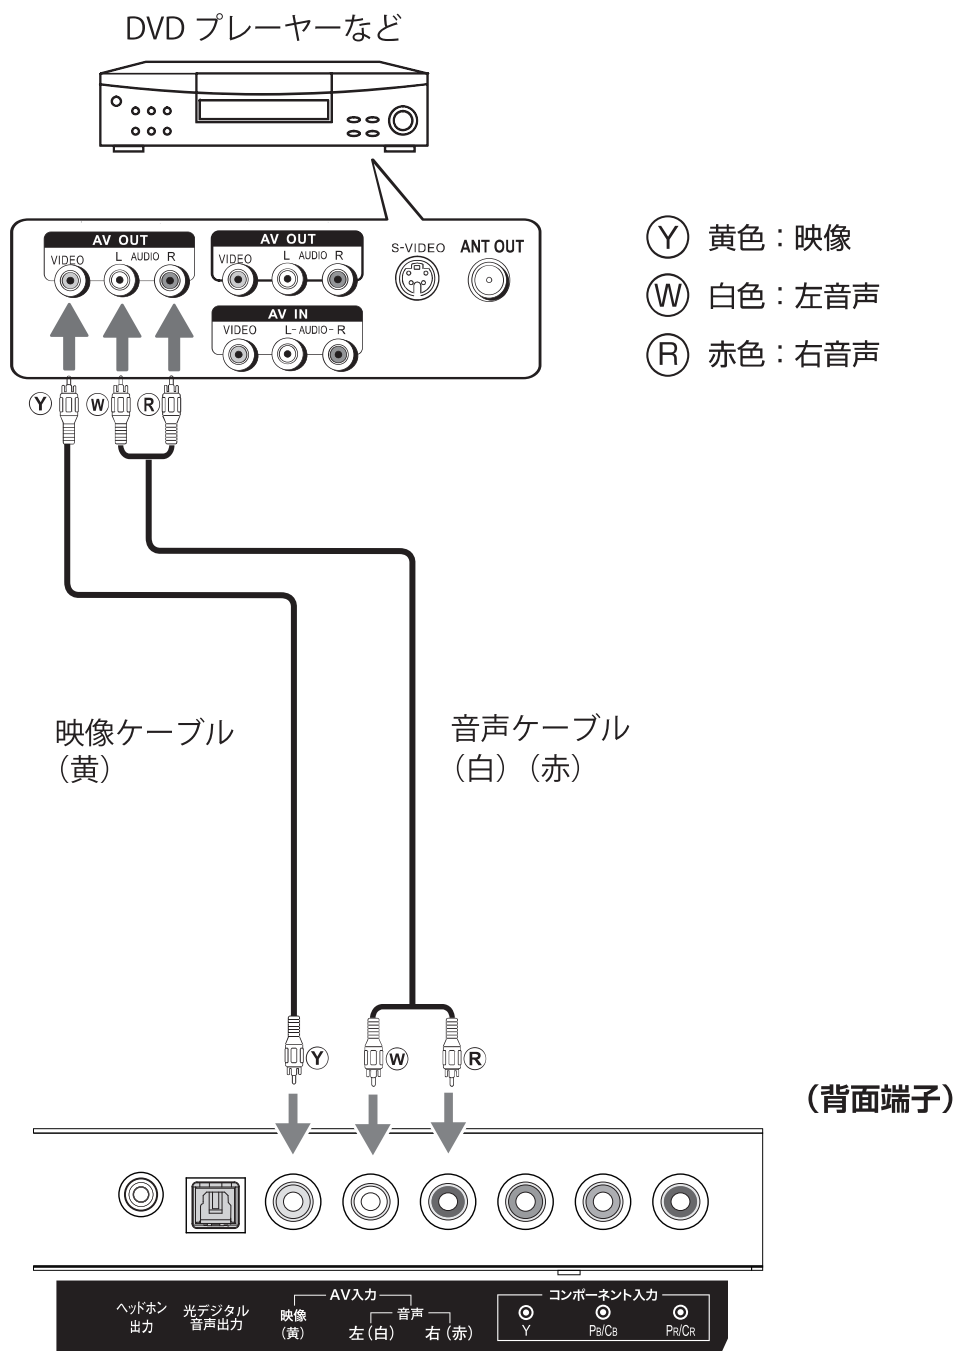 DVD プレーヤーなど
AV OUT
VIDEO L AUDIO R
AV OUT
VIDEO L AUDIO R
S-VIDEO
ANT OUT
AV IN
VIDEO L- AUDIO- R
Ⓨ 黄色：映像
Ⓦ 白色：左音声
Ⓡ 赤色：右音声
Ⓨ Ⓦ Ⓡ
映像ケーブル
（黄）
音声ケーブル
（白）（赤）
Ⓨ Ⓦ Ⓡ
（背面端子）
ヘッドホン
出力
光デジタル
音声出力
AV入力
映像
（黄）
音声
左（白） 右（赤）
コンポーネント入力
Y PB/CB PR/CR